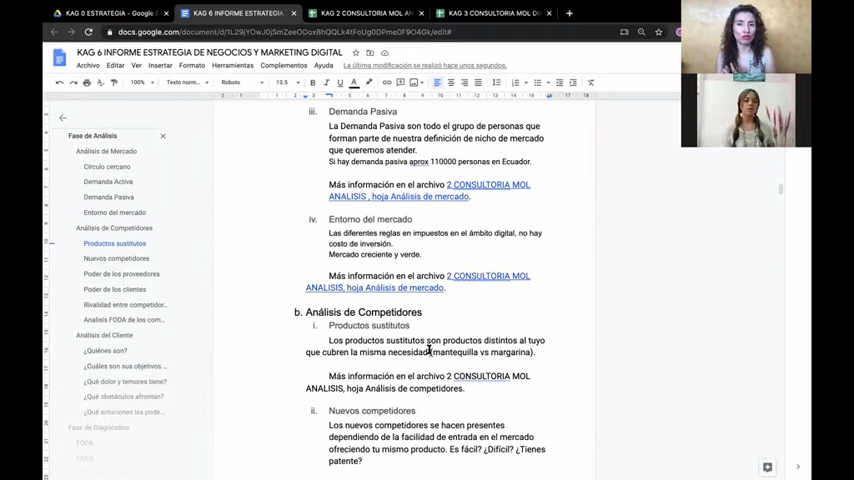 KAG 0 ESTRATEGIA - Google D
KAG 6 INFORME ESTRATEGIA
KAG 2 CONSULTORIA MOL AN
KAG 3 CONSULTORIA MOL DI
docs.google.com/document/d/
KAG 6 INFORME ESTRATEGIA DE NEGOCIOS Y MARKETING DIGITAL
Archivo Editar Ver Insertar Formato Herramientas Complementos Ayuda La última modificación se realizó hace unos segundos.
100% Texto norm... Roboto 13.5
Fase de Análisis
Análisis de Mercado
Círculo cercano
Demanda Activa
Demanda Pasiva
Entorno del mercado
Análisis de Competidores
Productos sustitutos
Nuevos competidores
Poder de los proveedores
Poder de los clientes
Rivalidad entre competidor...
Analisis FODA de los com...
Análisis del Cliente
¿Quiénes son?
¿Cuáles son sus objetivos ...
¿Qué dolor y temores tiene?
¿Qué obstáculos afrontan?
¿Qué soluciones les pode...
Fase de Diagnóstico
FODA
iii. Demanda Pasiva
La Demanda Pasiva son todo el grupo de personas que
forman parte de nuestra definición de nicho de mercado
que queremos atender.
Si hay demanda pasiva aprox 110000 personas en Ecuador.
Más información en el archivo 2 CONSULTORIA MOL
ANALISIS , hoja Análisis de mercado.
iv. Entorno del mercado
Las diferentes reglas en impuestos en el ámbito digital, no hay
costo de inversión.
Mercado creciente y verde.
Más información en el archivo 2 CONSULTORIA MOL
ANALISIS, hoja Análisis de mercado.
b. Análisis de Competidores
i. Productos sustitutos
Los productos sustitutos son productos distintos al tuyo
que cubren la misma necesidad (mantequilla vs margarina).
Más información en el archivo 2 CONSULTORIA MOL
ANALISIS, hoja Análisis de competidores.
ii. Nuevos competidores
Los nuevos competidores se hacen presentes
dependiendo de la facilidad de entrada en el mercado
ofreciendo tu mismo producto. Es fácil? ¿Difícil? ¿Tienes
patente?